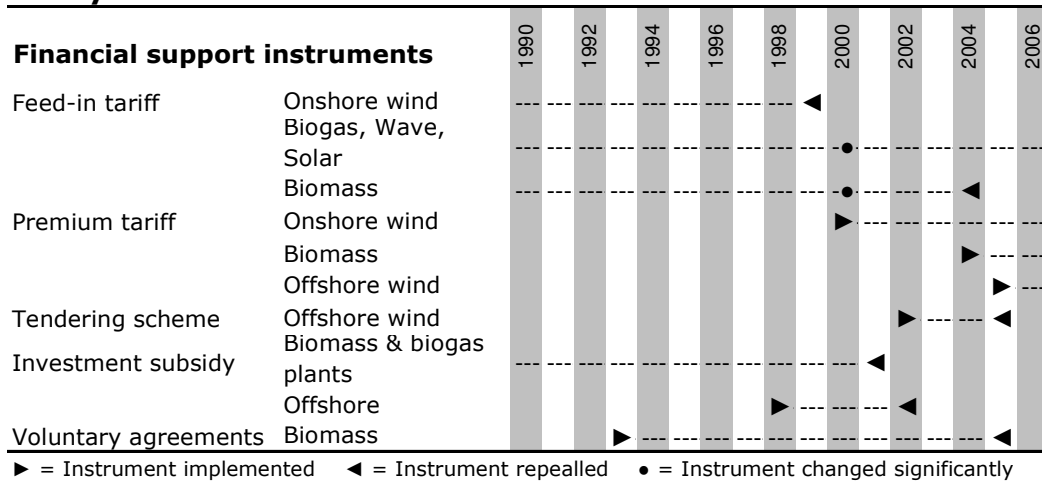 Financial support instruments 1990 1992 1994 1996 1998 2000 2002 2004 2006
Feed-in tariff Onshore wind
Biogas, Wave,
Solar
Biomass
Premium tariff Onshore wind
Biomass
Offshore wind
Tendering scheme Offshore wind
Biomass & biogas
Investment subsidy
plants
Offshore
Voluntary agreements Biomass
► = Instrument implemented ◄ = Instrument repealled ● = Instrument changed significantly